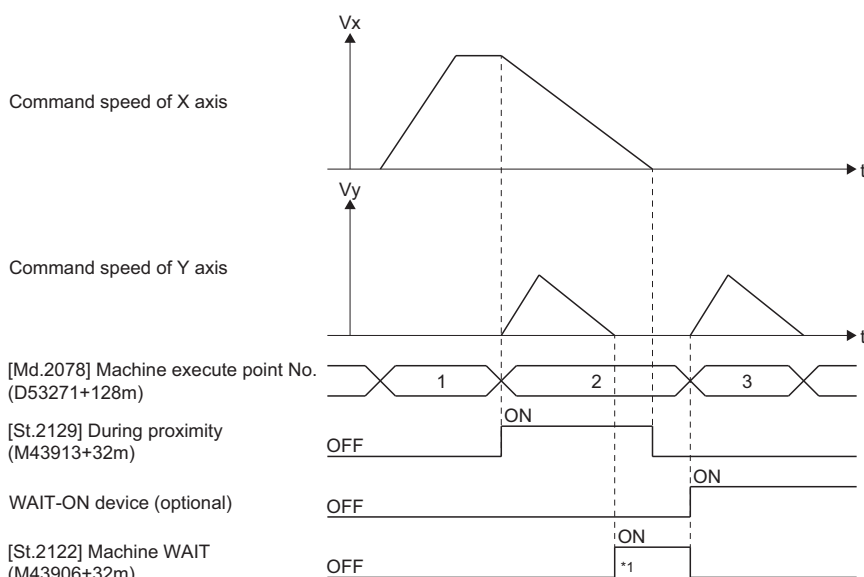 Vx
Command speed of X axis
t
Vy
Command speed of Y axis
t
[Md.2078] Machine execute point No.
(D53271+128m)
1
2
3
[St.2129] During proximity
(M43913+32m)
OFF
ON
WAIT-ON device (optional)
OFF
ON
[St.2122] Machine WAIT
(M43906+32m)
OFF
ON
*1